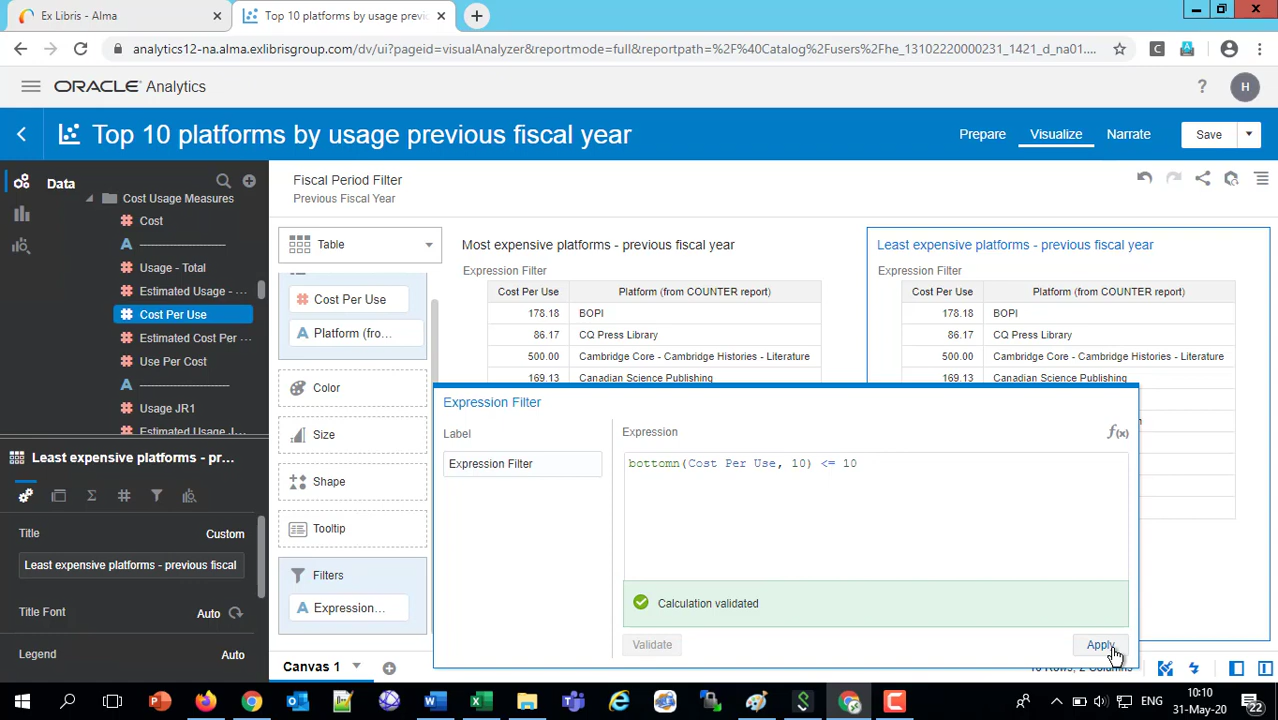 Ex Libris - Alma
Top 10 platforms by usage previ
analytics12-na.alma.exlibrisgroup.com/dv/ui?pageid=visualAnalyzer&reportmode=full&reportpath=%2F%40Catalog%2Fusers%2Fhe_13102220000231_1421_d_na01....
ORACLE Analytics
H
Top 10 platforms by usage previous fiscal year
Prepare Visualize Narrate Save
Data
Cost Usage Measures
Cost
Usage - Total
Estimated Usage - ...
Cost Per Use
Estimated Cost Per ...
Use Per Cost
Usage JR1
Estimated Usage J...
Least expensive platforms - pr...
Title Custom
Least expensive platforms - previous fiscal
Title Font Auto
Legend Auto
Fiscal Period Filter
Previous Fiscal Year
Table
Cost Per Use
Platform (fro...
Color
Size
Shape
Tooltip
Filters
Expression...
Most expensive platforms - previous fiscal year
Expression Filter
Cost Per Use Platform (from COUNTER report)
178.18 BOPI
86.17 CQ Press Library
500.00 Cambridge Core - Cambridge Histories - Literature
169.13 Canadian Science Publishing
Least expensive platforms - previous fiscal year
Expression Filter
Cost Per Use Platform (from COUNTER report)
178.18 BOPI
86.17 CQ Press Library
500.00 Cambridge Core - Cambridge Histories - Literature
169.13 Canadian Science Publishing
Expression Filter
Label
Expression Filter
Expression
f(x)
bottomn(Cost Per Use, 10) <= 10
Calculation validated
Validate
Apply
Canvas 1
10 Rows, 2 Columns
ENG
10:10
31-May-20
22